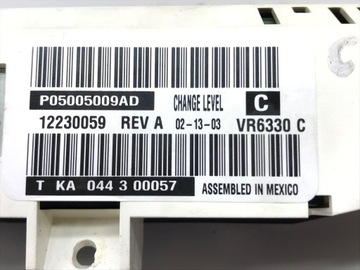 P05005009AD CHANGE LEVEL C
12230059 REV A 02-13-03 VR6330 C
T KA 044 3 00057 ASSEMBLED IN MEXICO
C